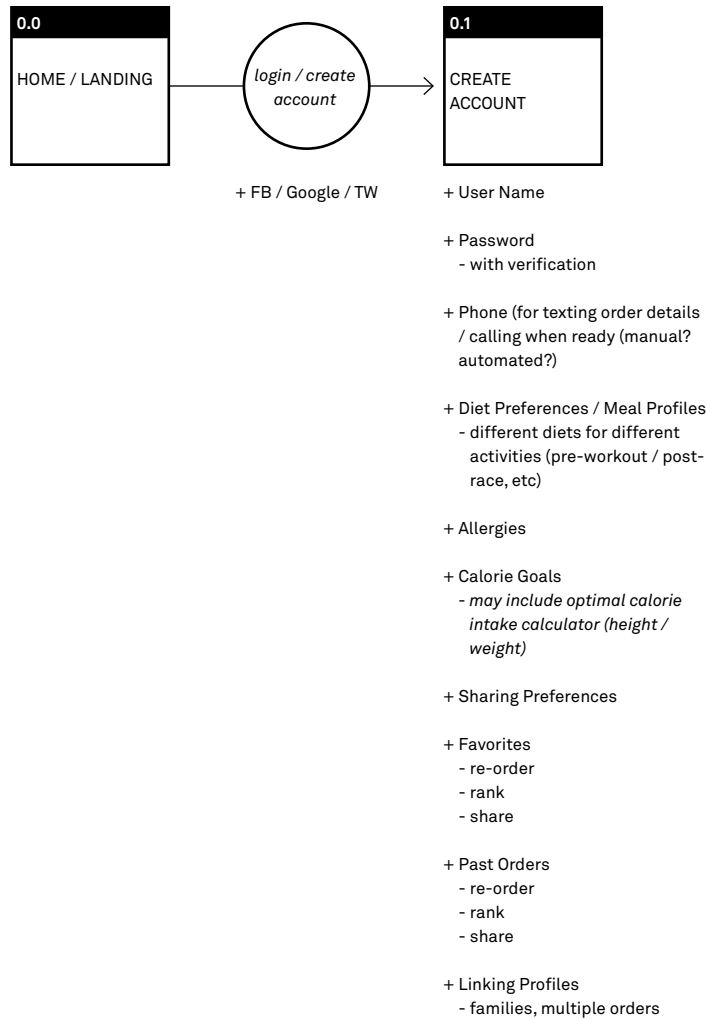 0.0
HOME / LANDING
login / create
account
+ FB / Google / TW
0.1
CREATE
ACCOUNT
+ User Name
+ Password
- with verification
+ Phone (for texting order details
/ calling when ready (manual?
automated?)
+ Diet Preferences / Meal Profiles
- different diets for different
activities (pre-workout / post-
race, etc)
+ Allergies
+ Calorie Goals
- may include optimal calorie
intake calculator (height /
weight)
+ Sharing Preferences
+ Favorites
- re-order
- rank
- share
+ Past Orders
- re-order
- rank
- share
+ Linking Profiles
- families, multiple orders